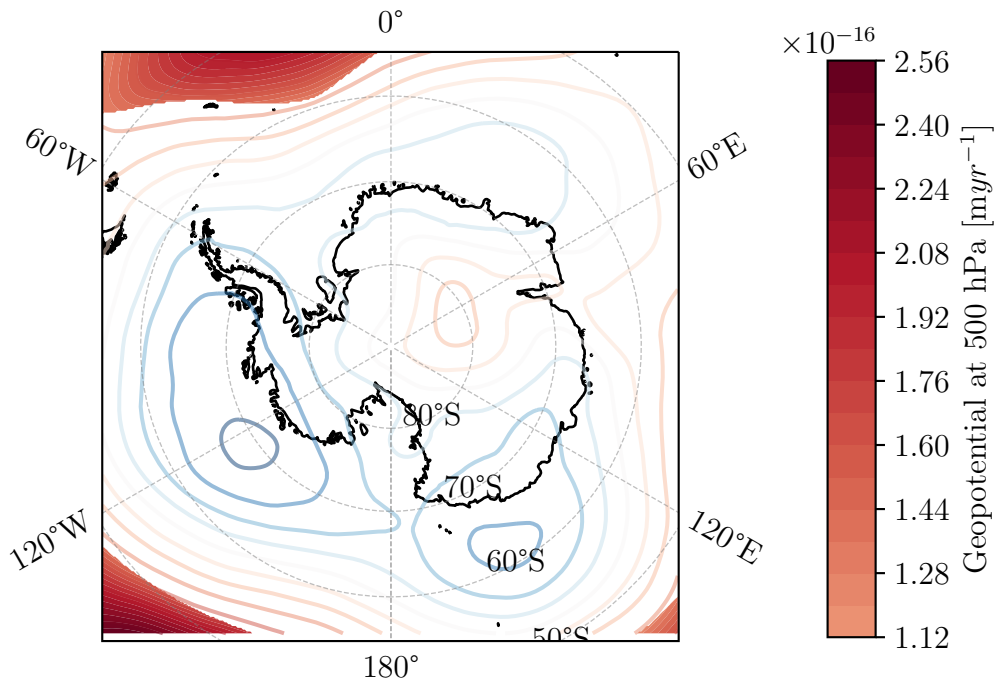 0°
×10⁻¹⁶
60°W
60°E
80°S
70°S
60°S
50°S
120°W
120°E
180°
2.56
2.40
2.24
2.08
1.92
1.76
1.60
1.44
1.28
1.12
Geopotential at 500 hPa [myr⁻¹]